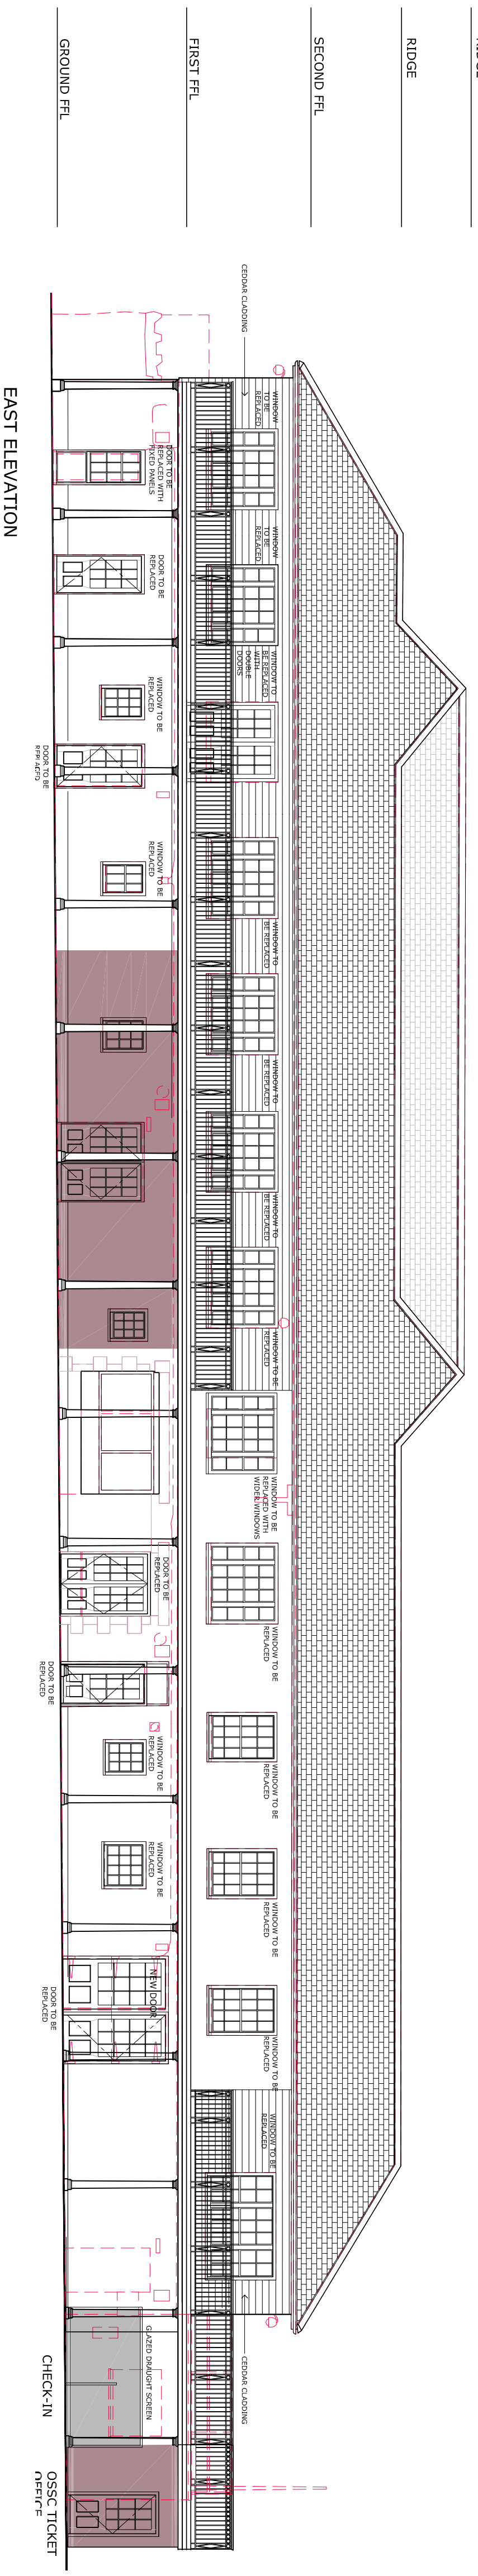 RIDGE
SECOND FFL
FIRST FFL
GROUND FFL
CEDDAR CLADDING
WINDOW
TO BE
REPLACED
WINDOW
TO BE
REPLACED
WINDOW TO
BE REPLACED
WITH
DOUBLE
DOORS
WINDOW TO
BE REPLACED
WINDOW TO
BE REPLACED
WINDOW TO
BE REPLACED
WINDOW TO BE
REPLACED
WINDOW TO BE
REPLACED WITH
WIDER WINDOWS
WINDOW TO BE
REPLACED
WINDOW TO BE
REPLACED
WINDOW TO BE
REPLACED
WINDOW TO BE
REPLACED
WINDOW TO BE
REPLACED
CEDDAR CLADDING
DOOR TO BE
REPLACED WITH
FIXED PANELS
DOOR TO BE
REPLACED
WINDOW TO BE
REPLACED
DOOR TO BE
REPLACED
WINDOW TO BE
REPLACED
DOOR TO BE
REPLACED
DOOR TO BE
REPLACED
WINDOW TO BE
REPLACED
WINDOW TO BE
REPLACED
NEW DOOR
DOOR TO BE
REPLACED
GLAZED DRAUGHT SCREEN
CHECK-IN
OSSC TICKET
OFFICE
EAST ELEVATION